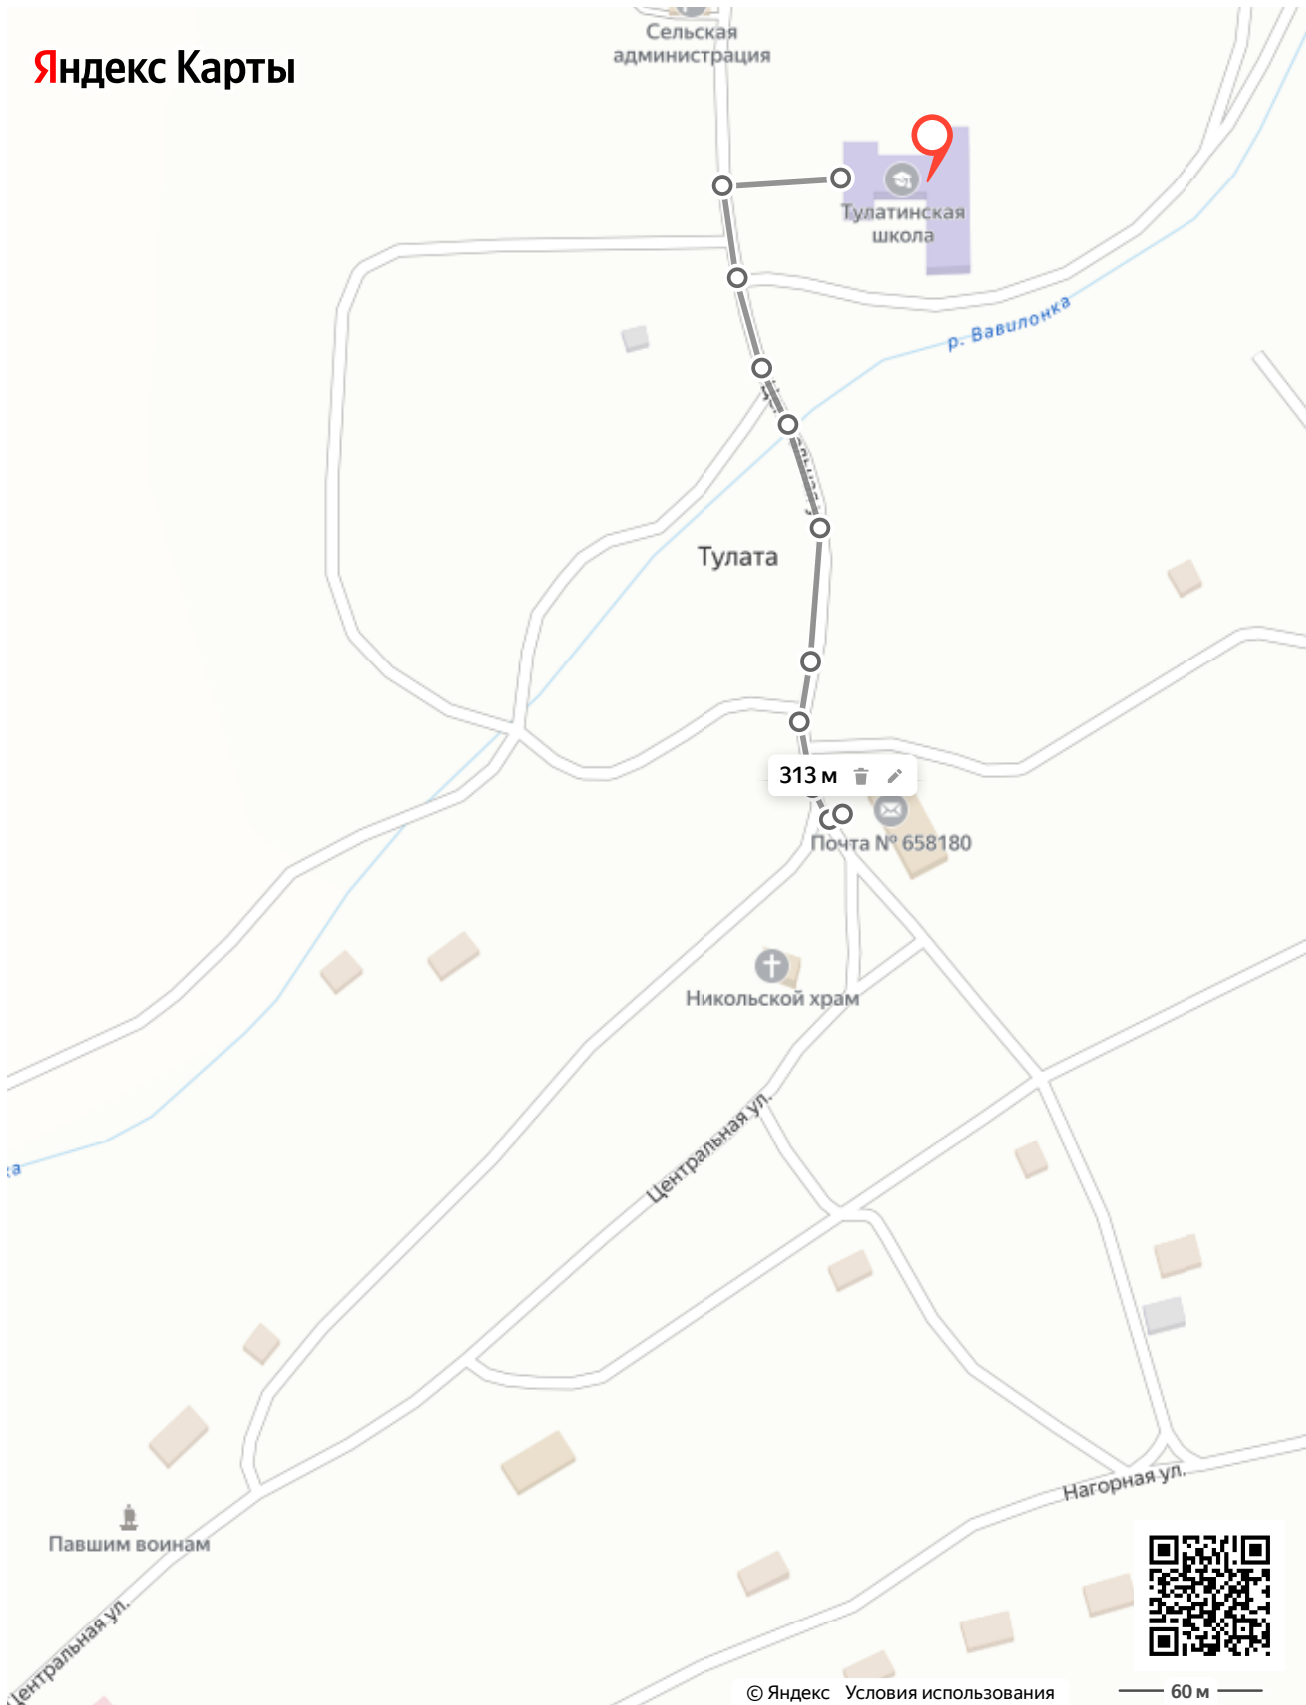 Сельская
администрация
Яндекс Карты
Тулатинская
школа
р. Вавилонка
Тулата
313 м
Почта № 658180
Никольской храм
Центральная ул.
Нагорная ул.
Павшим воинам
Центральная ул.
© Яндекс Условия использования
60 м